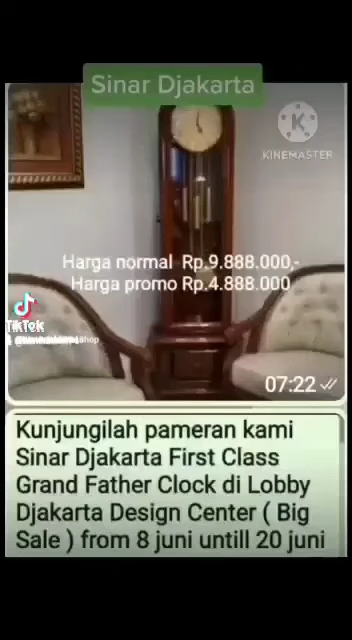 Sinar Djakarta
KINEMASTER
Harga normal Rp.9.888.000,-
Harga promo Rp.4.888.000
TikTok
07:22
Kunjungilah pameran kami
Sinar Djakarta First Class
Grand Father Clock di Lobby
Djakarta Design Center ( Big
Sale ) from 8 juni untill 20 juni